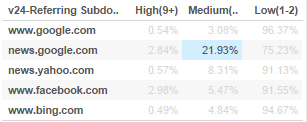 v24-Referring Subdo.. High(9+) Medium(.. Low(1-2)
www.google.com 0.54% 3.08% 96.37%
news.google.com 2.84% 21.93% 75.23%
news.yahoo.com 0.57% 8.31% 91.13%
www.facebook.com 2.98% 5.47% 91.55%
www.bing.com 0.49% 4.84% 94.67%